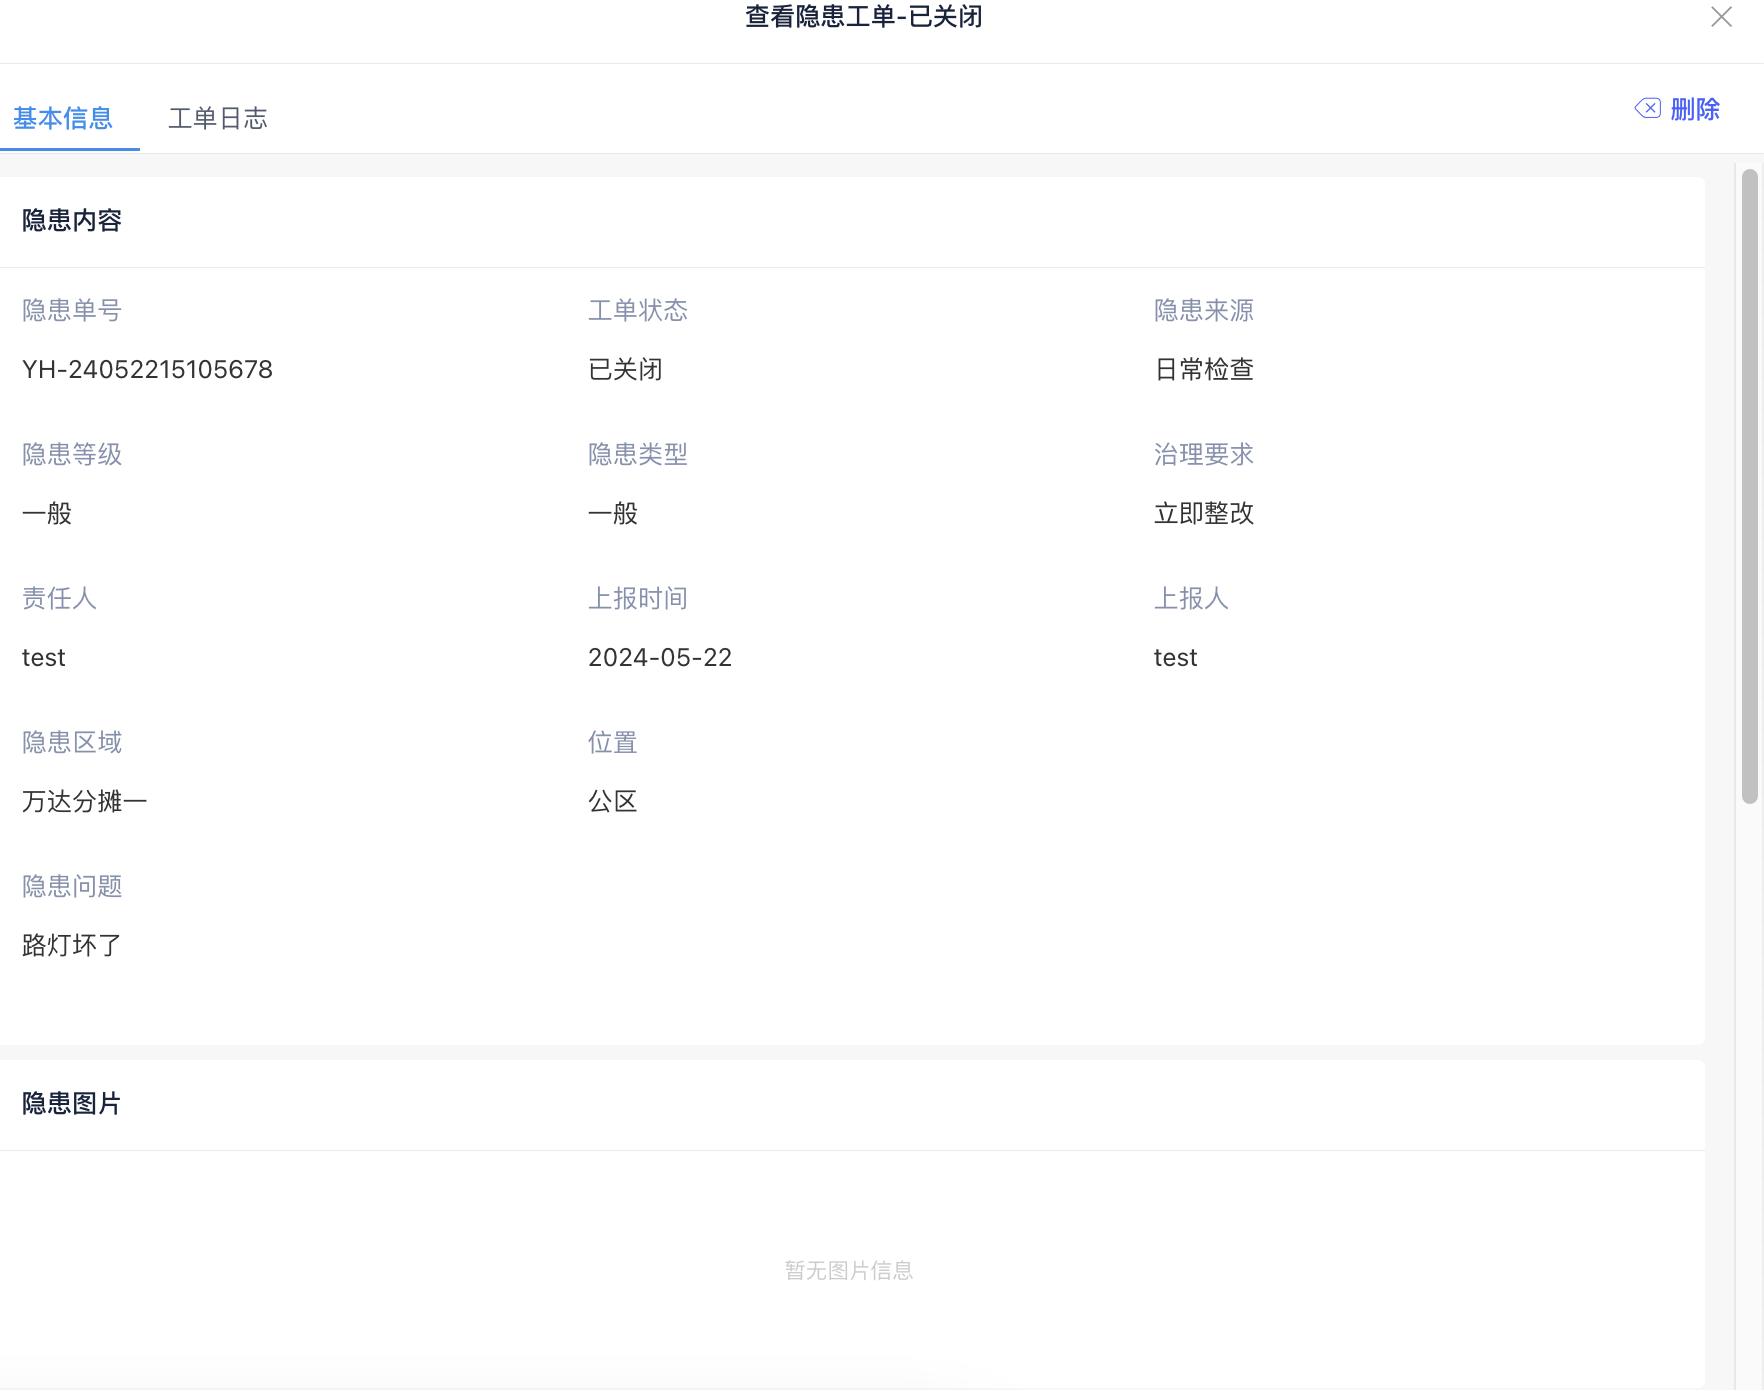 查看隐患工单-已关闭
基本信息 工单日志 删除
隐患内容
隐患单号 工单状态 隐患来源
YH-24052215105678 已关闭 日常检查
隐患等级 隐患类型 治理要求
一般 一般 立即整改
责任人 上报时间 上报人
test 2024-05-22 test
隐患区域 位置
万达分摊一 公区
隐患问题
路灯坏了
隐患图片
暂无图片信息